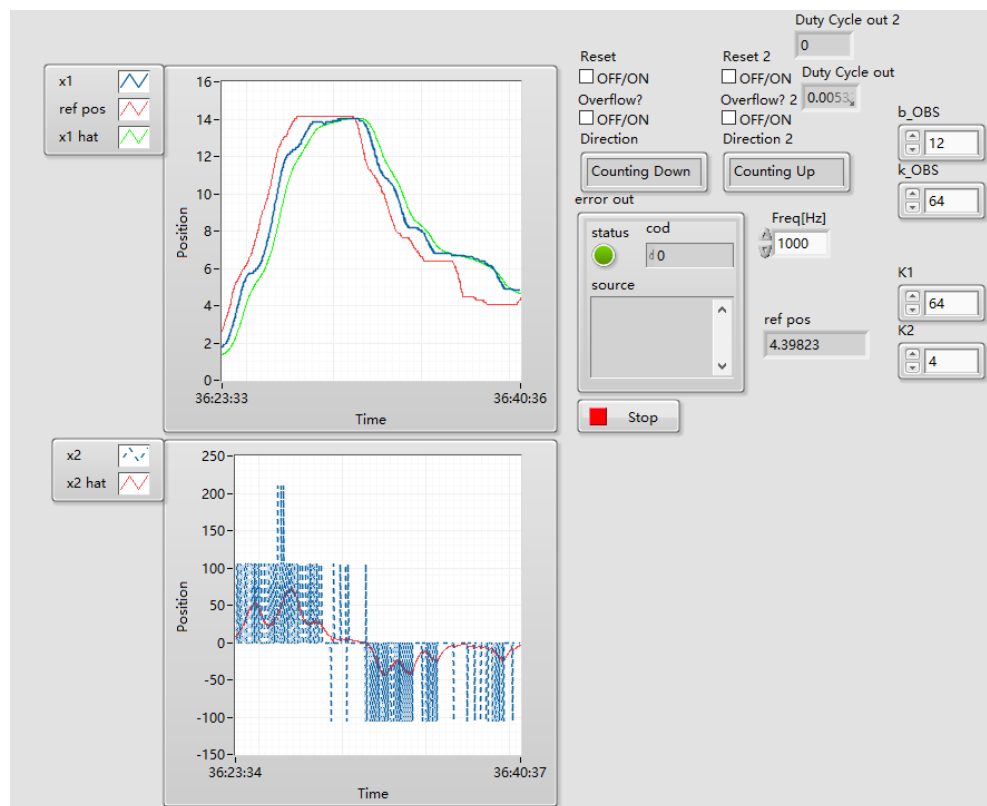 Duty Cycle out 2
0
Reset
OFF/ON
Reset 2
OFF/ON
Duty Cycle out
Overflow?
OFF/ON
Overflow? 2
OFF/ON
0.0053
Direction
Counting Down
Direction 2
Counting Up
b_OBS
12
k_OBS
64
error out
status
cod
d 0
source
Freq[Hz]
1000
K1
64
K2
4
ref pos
4.39823
Stop
x1
ref pos
x1 hat
16
14
12
10
8
6
4
2
0
Position
36:23:33
36:40:36
Time
x2
x2 hat
250
200
150
100
50
0
-50
-100
-150
Position
36:23:34
36:40:37
Time